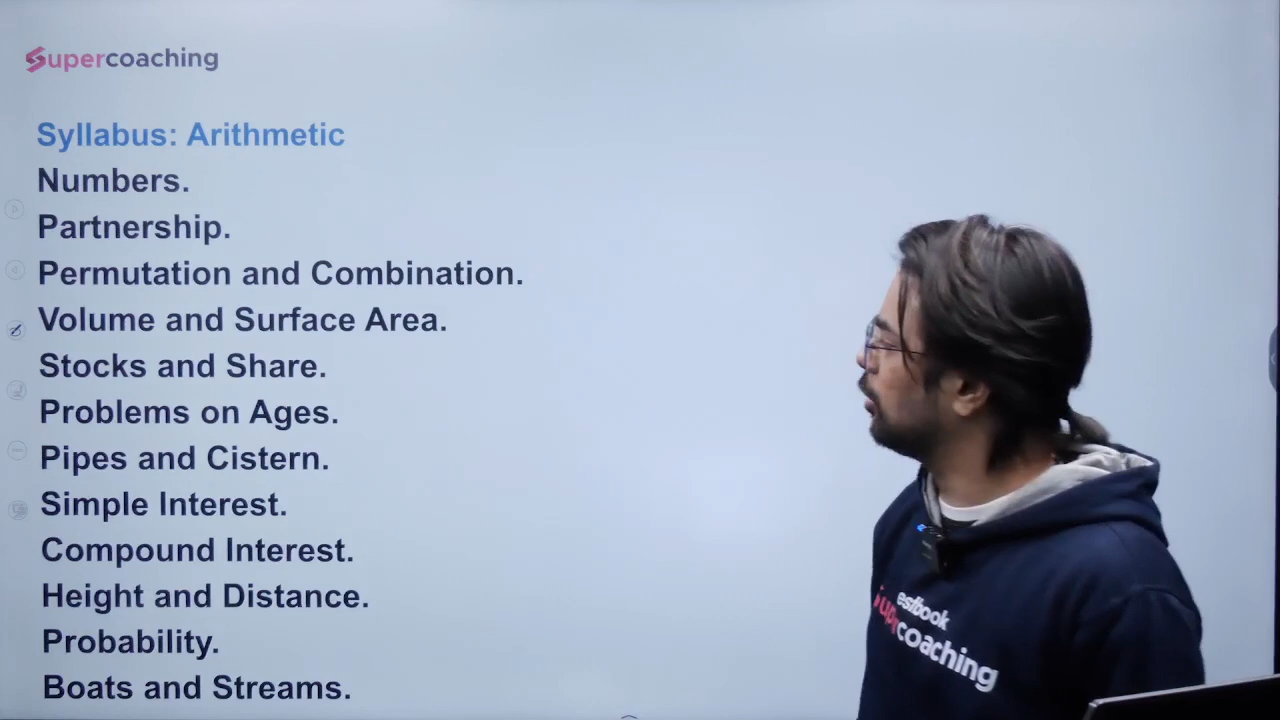 Supercoaching
Syllabus: Arithmetic
Numbers.
Partnership.
Permutation and Combination.
Volume and Surface Area.
Stocks and Share.
Problems on Ages.
Pipes and Cistern.
Simple Interest.
Compound Interest.
Height and Distance.
Probability.
Boats and Streams.
estbook
Supercoaching